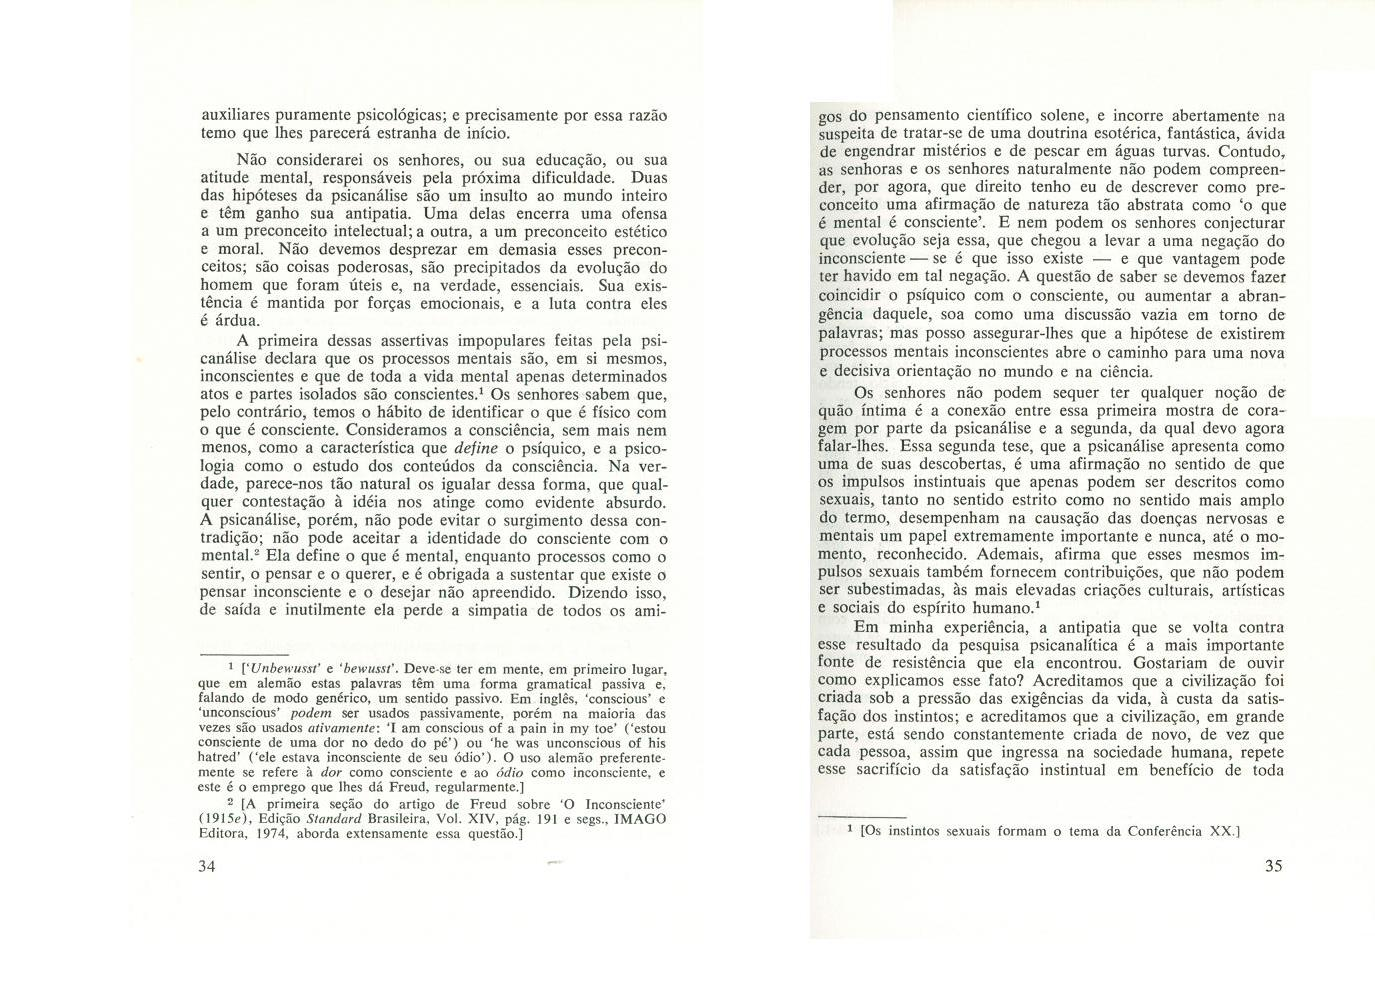 auxiliares puramente psicológicas; e precisamente por essa razão
temo que lhes parecerá estranha de início.
Não considerarei os senhores, ou sua educação, ou sua
atitude mental, responsáveis pela próxima dificuldade. Duas
das hipóteses da psicanálise são um insulto ao mundo inteiro
e têm ganho sua antipatia. Uma delas encerra uma ofensa
a um preconceito intelectual; a outra, a um preconceito estético
e moral. Não devemos desprezar em demasia esses precon-
ceitos; são coisas poderosas, são precipitados da evolução do
homem que foram úteis e, na verdade, essenciais. Sua exis-
tência é mantida por forças emocionais, e a luta contra eles
é árdua.
A primeira dessas assertivas impopulares feitas pela psi-
canálise declara que os processos mentais são, em si mesmos,
inconscientes e que de toda a vida mental apenas determinados
atos e partes isolados são conscientes.¹ Os senhores sabem que,
pelo contrário, temos o hábito de identificar o que é físico com
o que é consciente. Consideramos a consciência, sem mais nem
menos, como a característica que define o psíquico, e a psico-
logia como o estudo dos conteúdos da consciência. Na ver-
dade, parece-nos tão natural os igualar dessa forma, que qual-
quer contestação à idéia nos atinge como evidente absurdo.
A psicanálise, porém, não pode evitar o surgimento dessa con-
tradição; não pode aceitar a identidade do consciente com o
mental.² Ela define o que é mental, enquanto processos como o
sentir, o pensar e o querer, e é obrigada a sustentar que existe o
pensar inconsciente e o desejar não apreendido. Dizendo isso,
de saída e inutilmente ela perde a simpatia de todos os ami-
¹ [‘Unbewusst’ e ‘bewusst’. Deve-se ter em mente, em primeiro lugar,
que em alemão estas palavras têm uma forma gramatical passiva e,
falando de modo genérico, um sentido passivo. Em inglês, ‘conscious’ e
‘unconscious’ podem ser usados passivamente, porém na maioria das
vezes são usados ativamente: ‘I am conscious of a pain in my toe’ (‘estou
consciente de uma dor no dedo do pé’) ou ‘he was unconscious of his
hatred’ (‘ele estava inconsciente de seu ódio’). O uso alemão preferente-
mente se refere à dor como consciente e ao ódio como inconsciente, e
este é o emprego que lhes dá Freud, regularmente.]
² [A primeira seção do artigo de Freud sobre ‘O Inconsciente’
(1915e), Edição Standard Brasileira, Vol. XIV, pág. 191 e segs., IMAGO
Editora, 1974, aborda extensamente essa questão.]
34
gos do pensamento científico solene, e incorre abertamente na
suspeita de tratar-se de uma doutrina esotérica, fantástica, ávida
de engendrar mistérios e de pescar em águas turvas. Contudo,
as senhoras e os senhores naturalmente não podem compreen-
der, por agora, que direito tenho eu de descrever como pre-
conceito uma afirmação de natureza tão abstrata como ‘o que
é mental é consciente’. E nem podem os senhores conjecturar
que evolução seja essa, que chegou a levar a uma negação do
inconsciente — se é que isso existe — e que vantagem pode
ter havido em tal negação. A questão de saber se devemos fazer
coincidir o psíquico com o consciente, ou aumentar a abran-
gência daquele, soa como uma discussão vazia em torno de
palavras; mas posso assegurar-lhes que a hipótese de existirem
processos mentais inconscientes abre o caminho para uma nova
e decisiva orientação no mundo e na ciência.
Os senhores não podem sequer ter qualquer noção de
quão íntima é a conexão entre essa primeira mostra de cora-
gem por parte da psicanálise e a segunda, da qual devo agora
falar-lhes. Essa segunda tese, que a psicanálise apresenta como
uma de suas descobertas, é uma afirmação no sentido de que
os impulsos instintuais que apenas podem ser descritos como
sexuais, tanto no sentido estrito como no sentido mais amplo
do termo, desempenham na causação das doenças nervosas e
mentais um papel extremamente importante e nunca, até o mo-
mento, reconhecido. Ademais, afirma que esses mesmos im-
pulsos sexuais também fornecem contribuições, que não podem
ser subestimadas, às mais elevadas criações culturais, artísticas
e sociais do espírito humano.¹
Em minha experiência, a antipatia que se volta contra
esse resultado da pesquisa psicanalítica é a mais importante
fonte de resistência que ela encontrou. Gostariam de ouvir
como explicamos esse fato? Acreditamos que a civilização foi
criada sob a pressão das exigências da vida, à custa da satis-
fação dos instintos; e acreditamos que a civilização, em grande
parte, está sendo constantemente criada de novo, de vez que
cada pessoa, assim que ingressa na sociedade humana, repete
esse sacrifício da satisfação instintual em benefício de toda
¹ [Os instintos sexuais formam o tema da Conferência XX.]
35